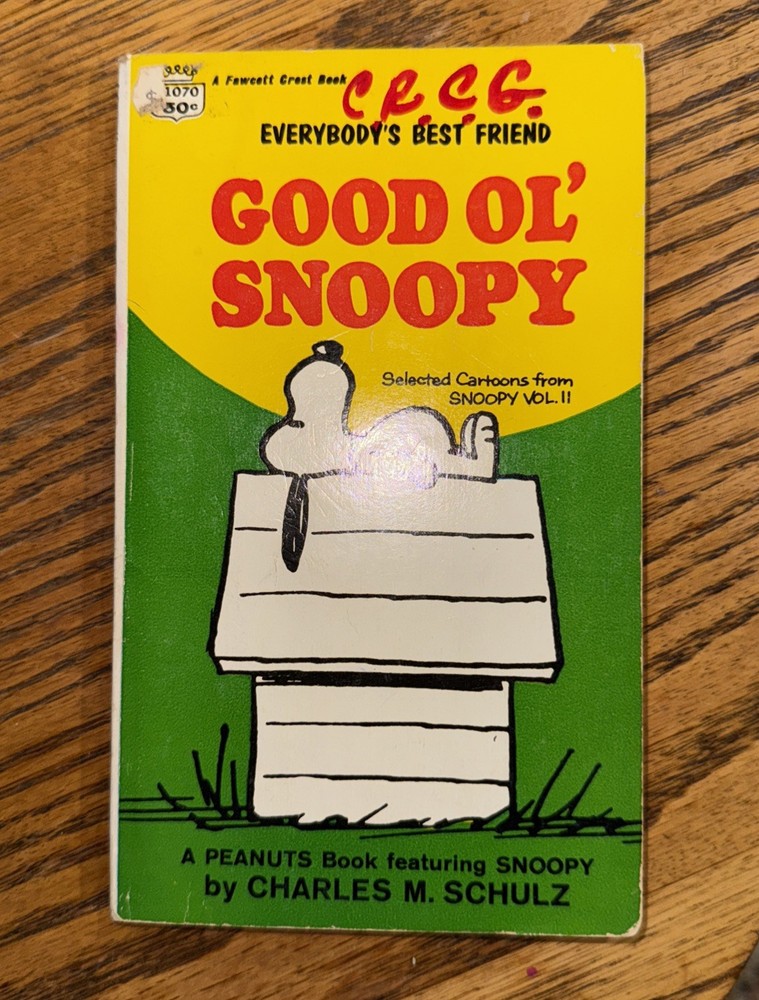 A Fawcett Crest Book
1070
50¢
C.R.C.G.
EVERYBODY'S BEST FRIEND
GOOD OL'
SNOOPY
Selected Cartoons from
SNOOPY VOL. II
A PEANUTS Book featuring SNOOPY
by CHARLES M. SCHULZ